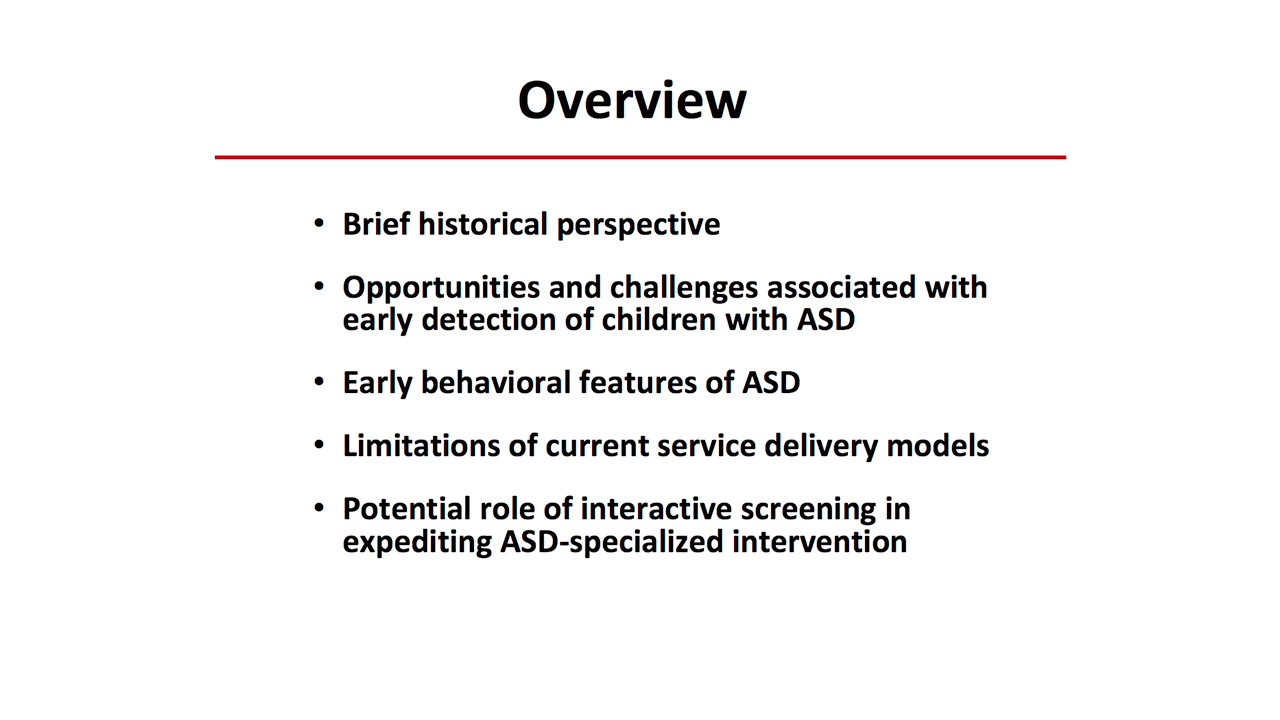 Overview
• Brief historical perspective
• Opportunities and challenges associated with
early detection of children with ASD
• Early behavioral features of ASD
• Limitations of current service delivery models
• Potential role of interactive screening in
expediting ASD-specialized intervention